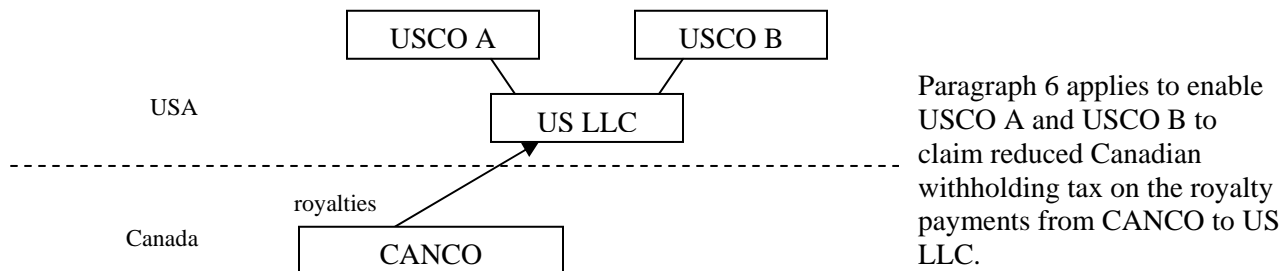 USCO A
USCO B
USA
US LLC
royalties
Canada
CANCO
Paragraph 6 applies to enable
USCO A and USCO B to
claim reduced Canadian
withholding tax on the royalty
payments from CANCO to US
LLC.